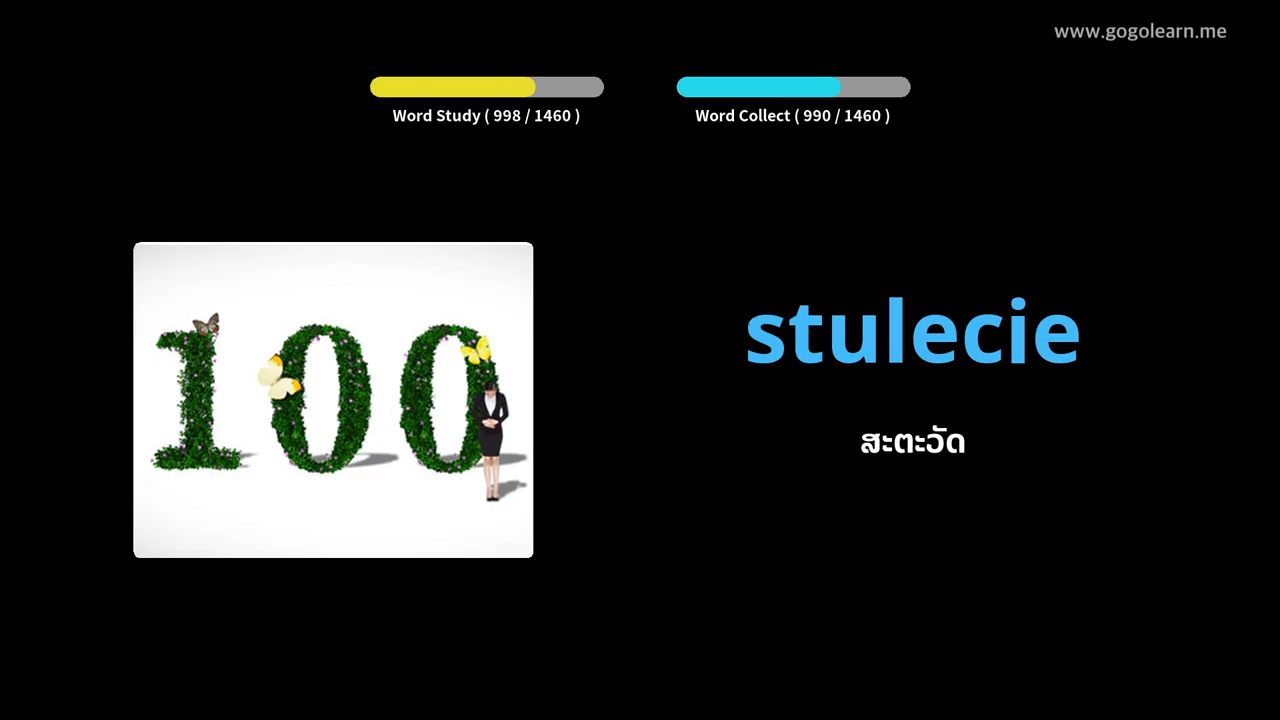 www.gogolearn.me
Word Study ( 998 / 1460 )
Word Collect ( 990 / 1460 )
100
stulecie
ສະຕະວັດ